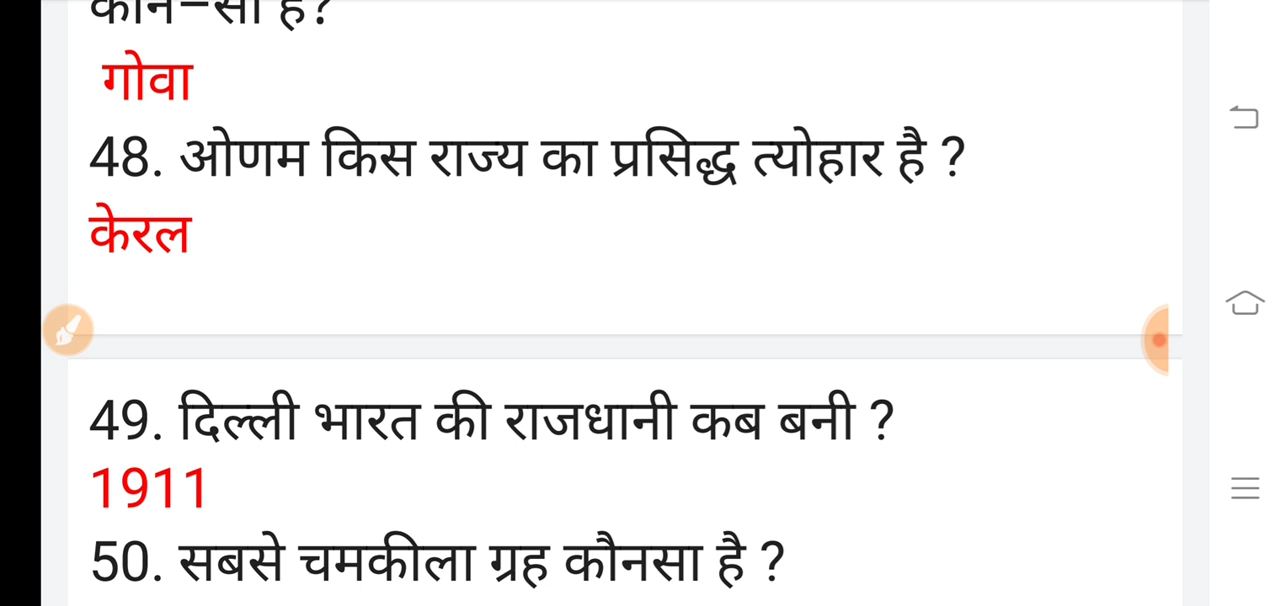 कौन–सा है?
गोवा
48. ओणम किस राज्य का प्रसिद्ध त्योहार है ?
केरल
49. दिल्ली भारत की राजधानी कब बनी ?
1911
50. सबसे चमकीला ग्रह कौनसा है ?